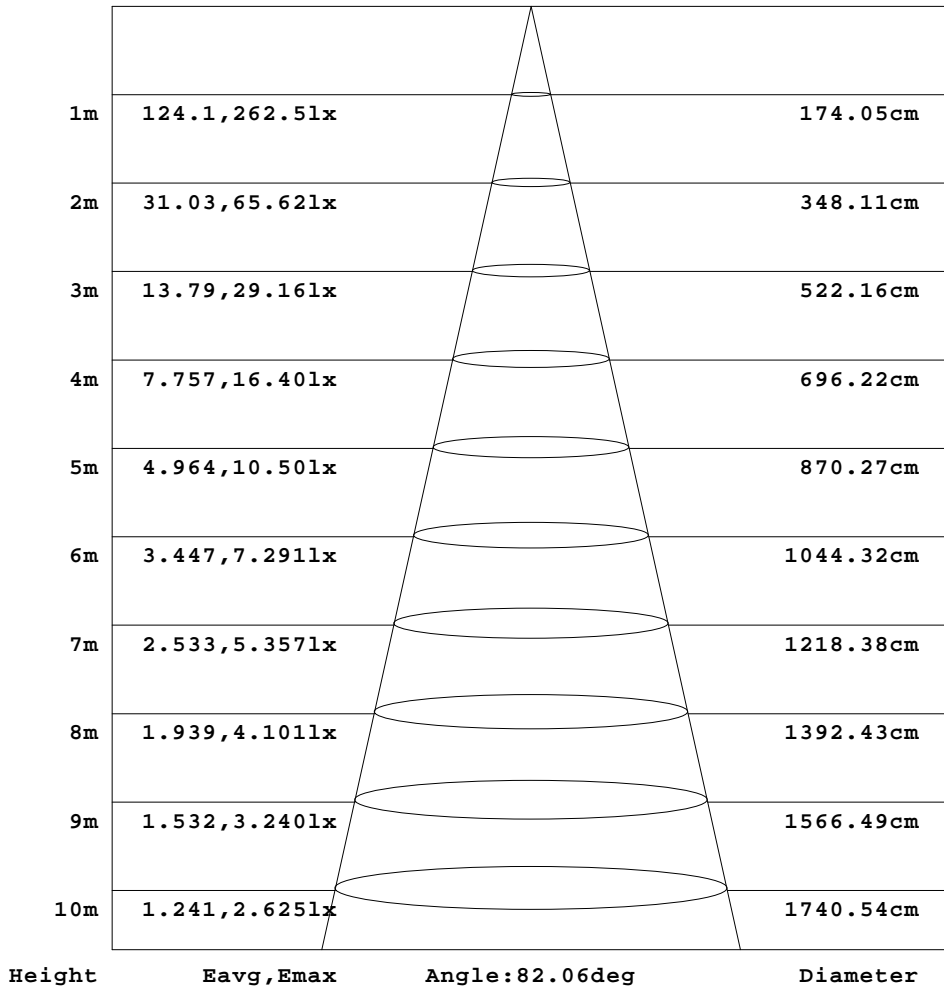 1m 124.1,262.5lx 174.05cm
2m 31.03,65.62lx 348.11cm
3m 13.79,29.16lx 522.16cm
4m 7.757,16.40lx 696.22cm
5m 4.964,10.50lx 870.27cm
6m 3.447,7.291lx 1044.32cm
7m 2.533,5.357lx 1218.38cm
8m 1.939,4.101lx 1392.43cm
9m 1.532,3.240lx 1566.49cm
10m 1.241,2.625lx 1740.54cm
Height Eavg,Emax Angle:82.06deg Diameter